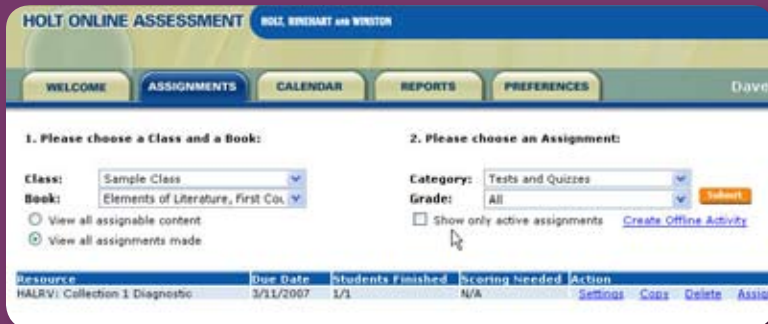 HOLT ONLINE ASSESSMENT HOLT, RINEHART AND WINSTON
WELCOME ASSIGNMENTS CALENDAR REPORTS PREFERENCES Dave
1. Please choose a Class and a Book: 2. Please choose an Assignment:
Class: Sample Class Category: Tests and Quizzes
Book: Elements of Literature, First Cou Grade: All Submit
View all assignable content Show only active assignments Create Offline Activity
View all assignments made
Resource Due Date Students Finished Scoring Needed Action
HALRV: Collection 1 Diagnostic 3/11/2007 1/1 N/A Settings Copy Delete Assig